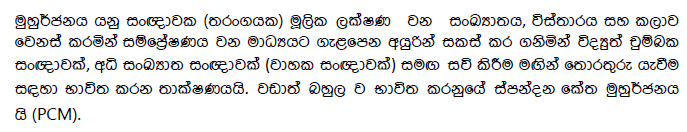 මුහුර්ජනය යනු සංඥාවක (තරංගයක) මූලික ලක්ෂණ වන සංඛ්‍යාතය, විස්තාරය සහ කලාව
වෙනස් කරමින් සම්ප්‍රේෂණය වන මාධ්‍යයට ගැළපෙන අයුරින් සකස් කර ගනිමින් විද්‍යුත් චුම්බක
සංඥාවක්, අධි සංඛ්‍යාත සංඥාවක් (වාහක සංඥාවක්) සමඟ සවි කිරීම මඟින් තොරතුරු යැවීම
සඳහා භාවිත කරන තාක්ෂණයයි. වඩාත් බහුල ව භාවිත කරනුයේ ස්පන්දන කේත මුහුර්ජනය
යි (PCM).